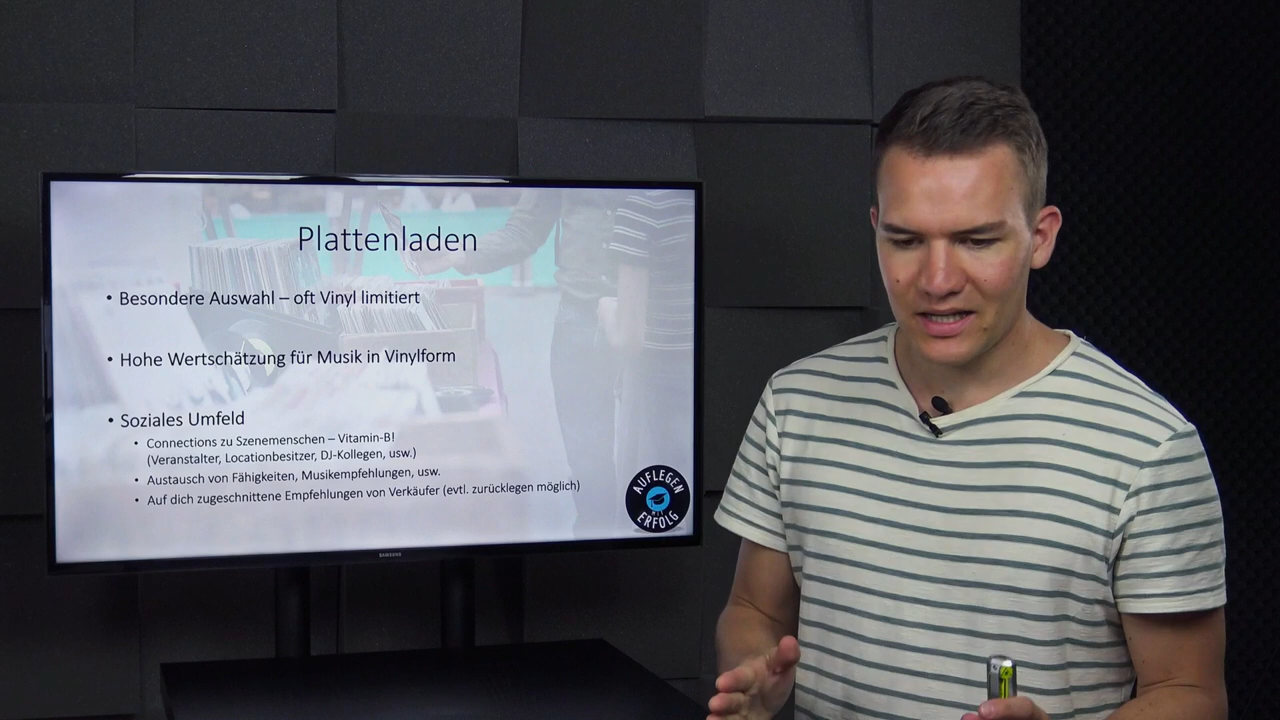 Plattenladen
• Besondere Auswahl – oft Vinyl limitiert
• Hohe Wertschätzung für Musik in Vinylform
• Soziales Umfeld
• Connections zu Szenemenschen – Vitamin-B!
(Veranstalter, Locationbesitzer, DJ-Kollegen, usw.)
• Austausch von Fähigkeiten, Musikempfehlungen, usw.
• Auf dich zugeschnittene Empfehlungen von Verkäufer (evtl. zurücklegen möglich)
AUFLEGEN
MIT
ERFOLG
SAMSUNG